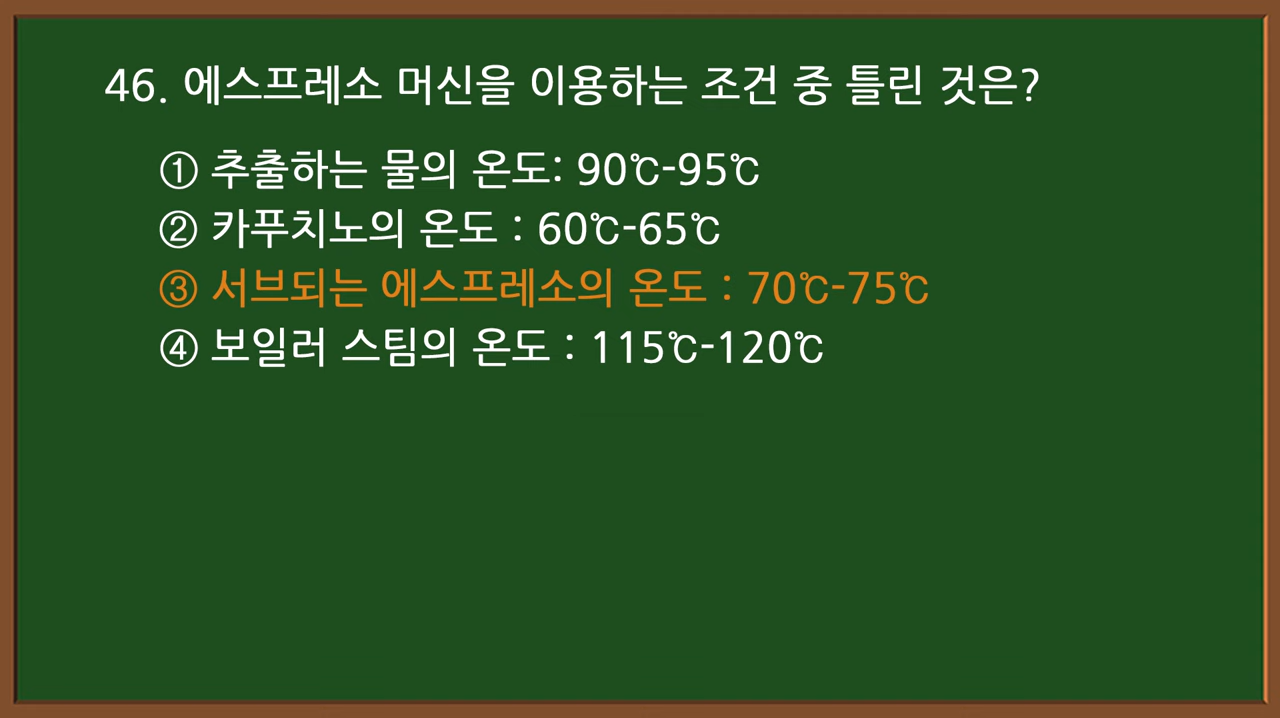 46. 에스프레소 머신을 이용하는 조건 중 틀린 것은?
① 추출하는 물의 온도: 90℃-95℃
② 카푸치노의 온도 : 60℃-65℃
③ 서브되는 에스프레소의 온도 : 70℃-75℃
④ 보일러 스팀의 온도 : 115℃-120℃